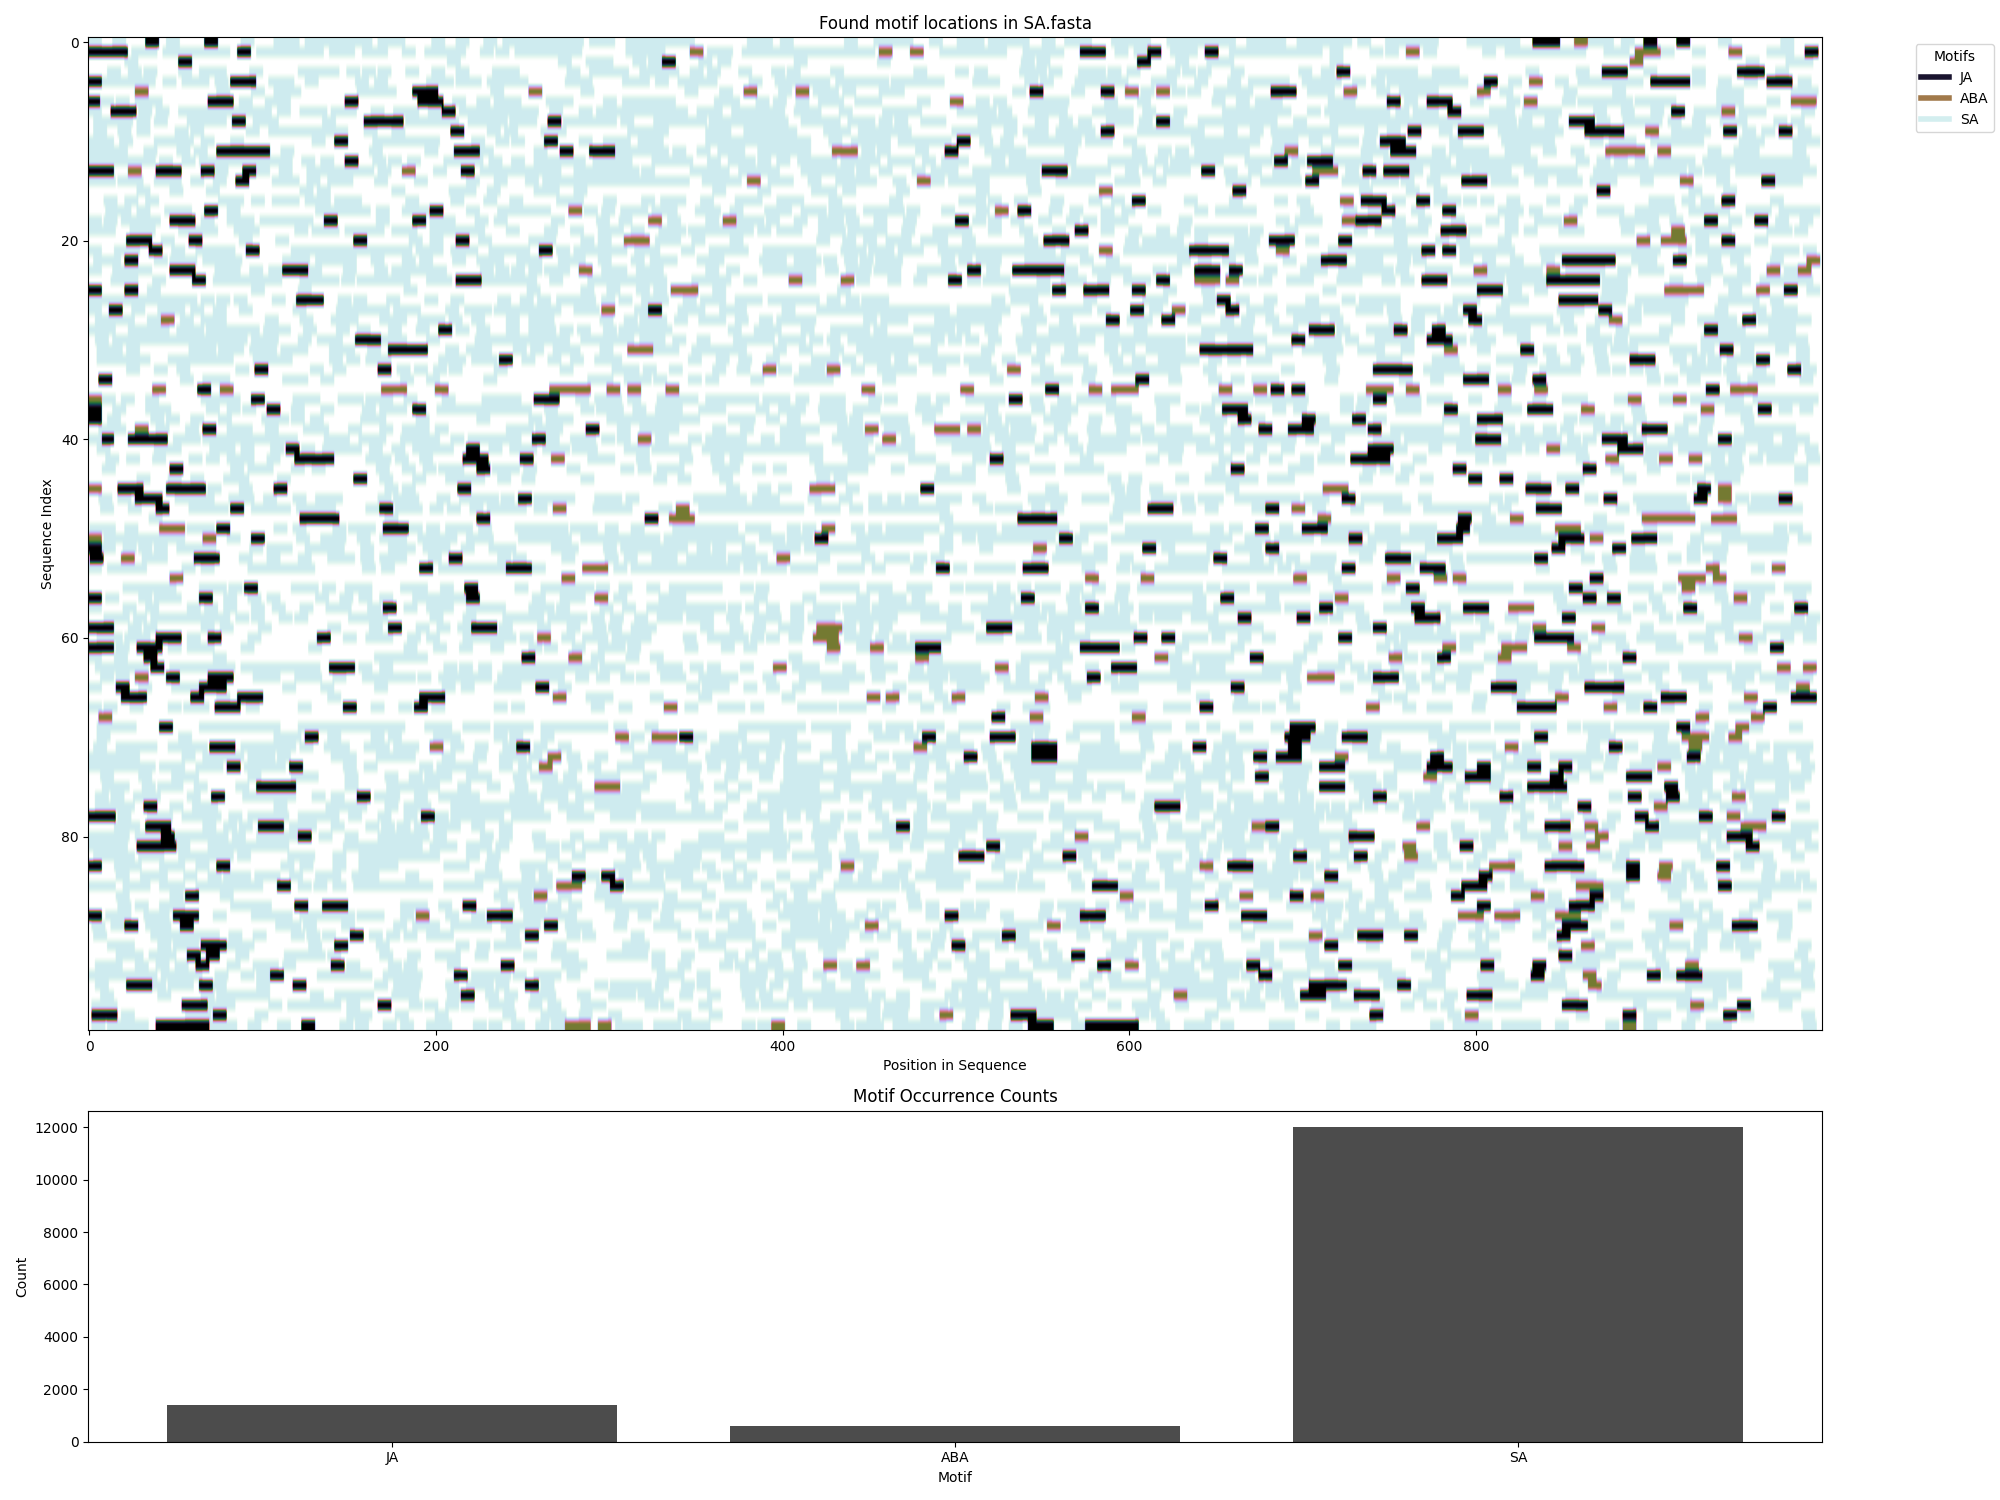 Found motif locations in SA.fasta
Motifs
JA
ABA
SA
0
20
40
60
80
Sequence Index
0
200
400
600
800
Position in Sequence
Motif Occurrence Counts
12000
10000
8000
6000
4000
2000
0
Count
JA
ABA
SA
Motif